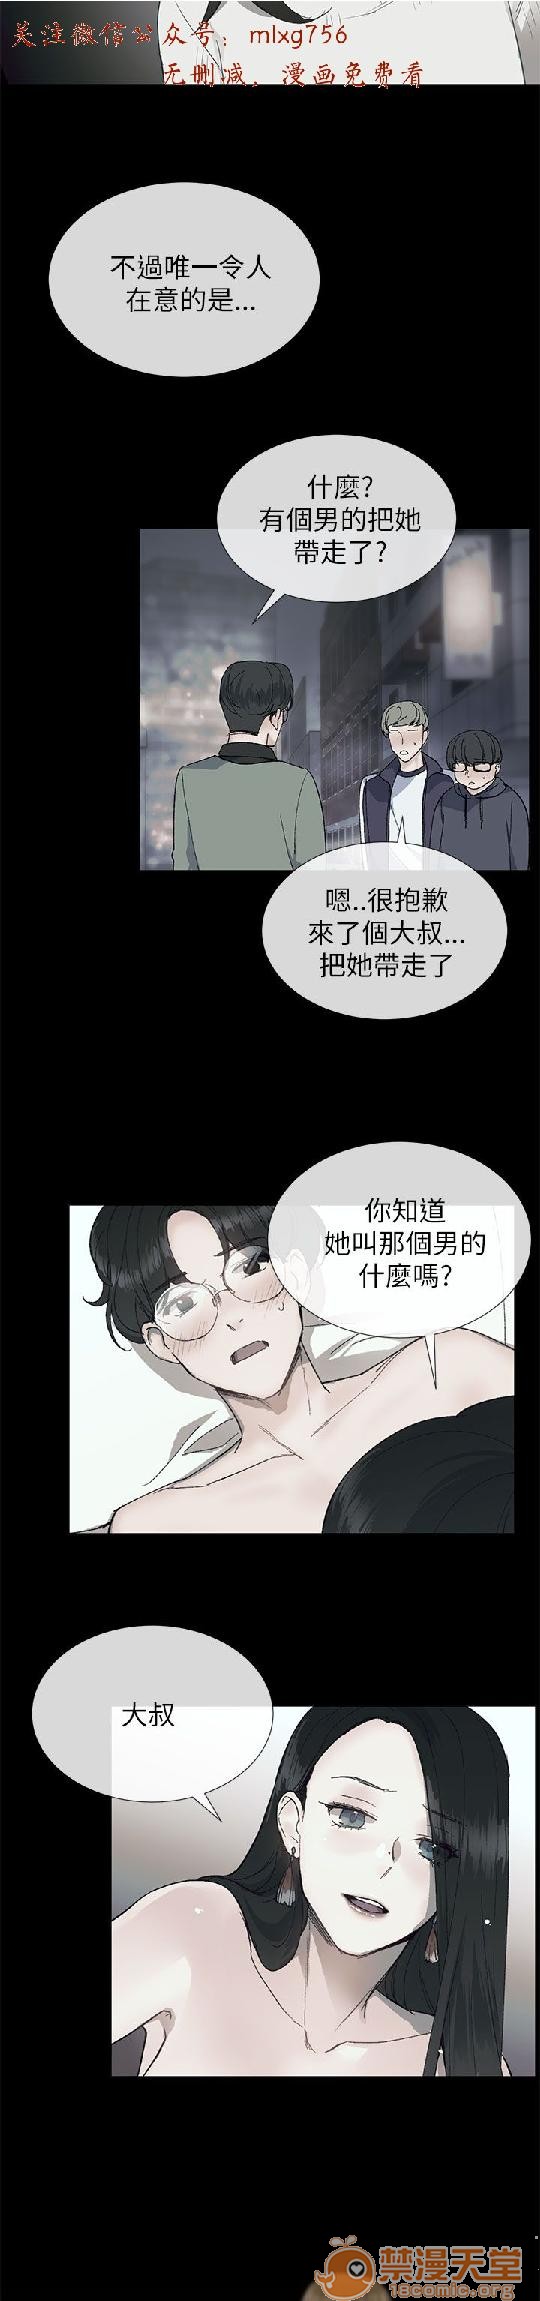 关注微信公众号：mlxg756
无删减，漫画免费看
不過唯一令人
在意的是...
什麼?
有個男的把她
帶走了?
嗯..很抱歉
來了個大叔...
把她帶走了
你知道
她叫那個男的
什麼嗎?
大叔
禁漫天堂
18comic.org